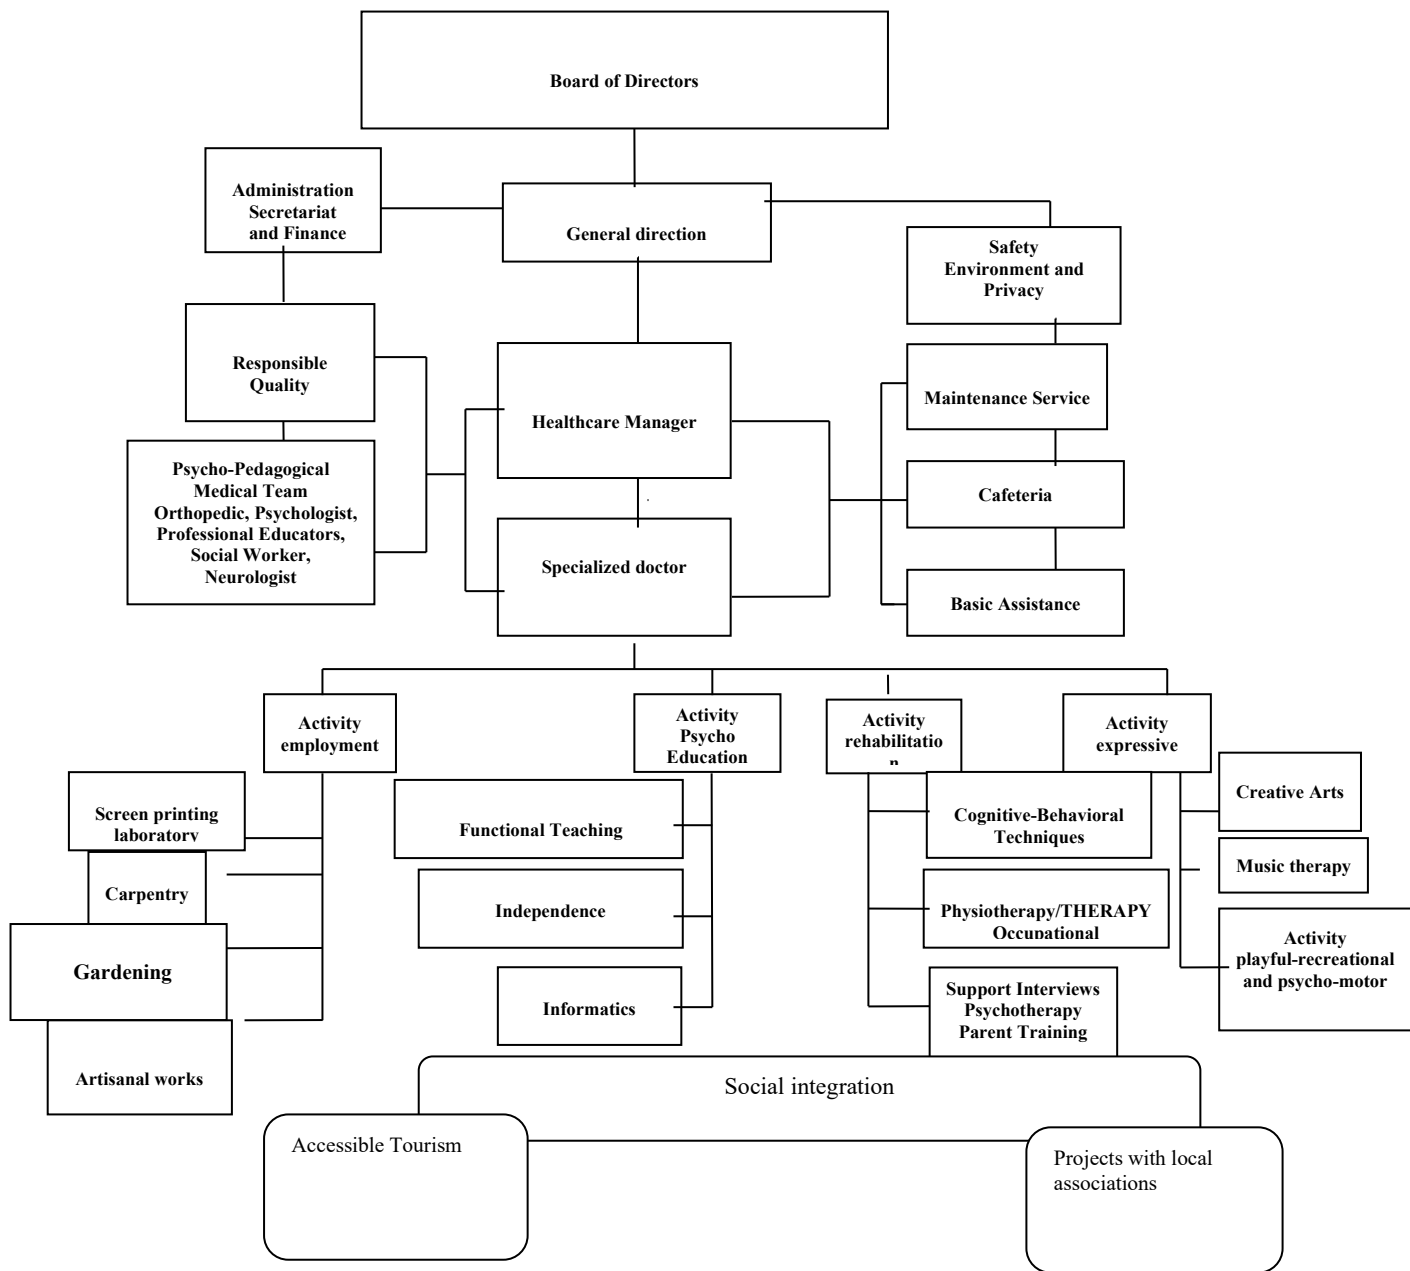 Board of Directors
Administration
Secretariat
and Finance
General direction
Safety
Environment and
Privacy
Responsible
Quality
Healthcare Manager
Maintenance Service
Psycho-Pedagogical
Medical Team
Orthopedic, Psychologist,
Professional Educators,
Social Worker,
Neurologist
Specialized doctor
Cafeteria
Basic Assistance
Activity
employment
Activity
Psycho
Education
Activity
rehabilitatio
n
Activity
expressive
Screen printing
laboratory
Carpentry
Gardening
Artisanal works
Functional Teaching
Independence
Informatics
Cognitive-Behavioral
Techniques
Physiotherapy/THERAPY
Occupational
Support Interviews
Psychotherapy
Parent Training
Creative Arts
Music therapy
Activity
playful-recreational
and psycho-motor
Social integration
Accessible Tourism
Projects with local
associations